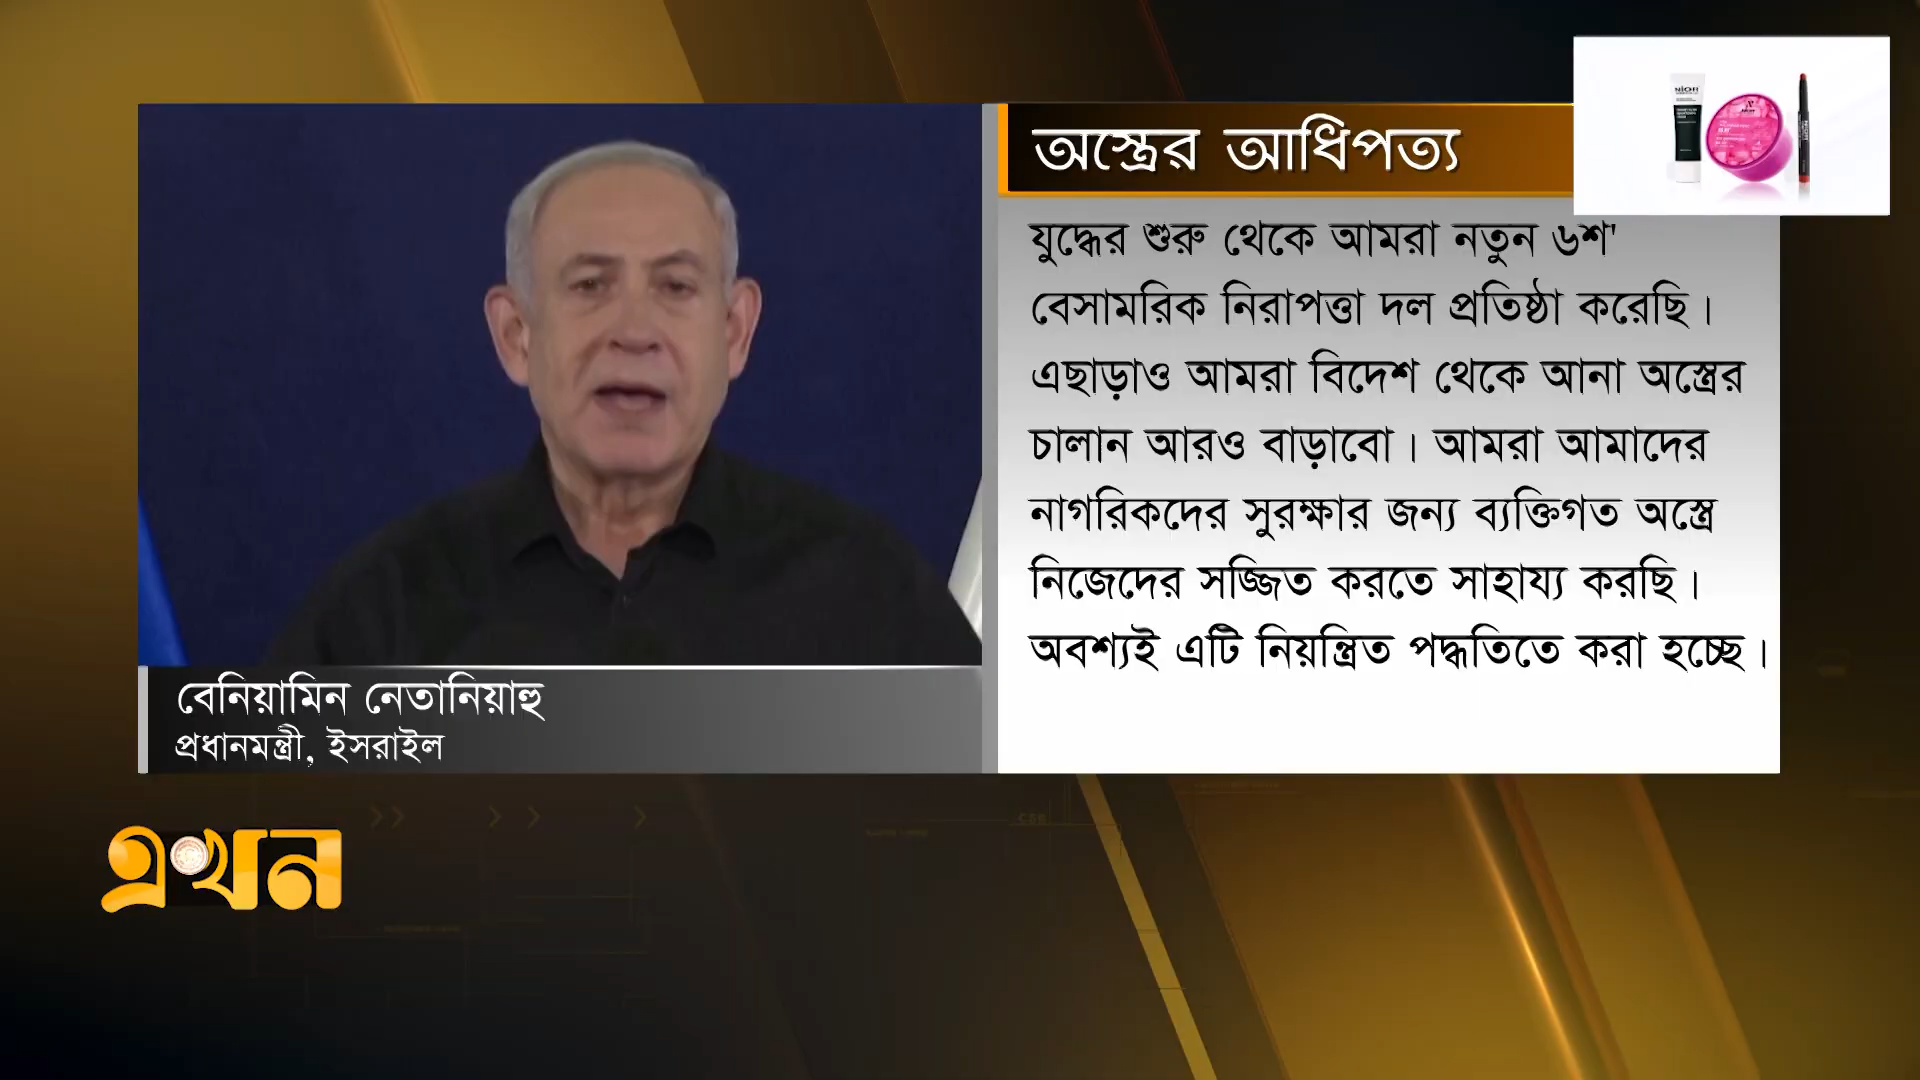 অস্ত্রের আধিপত্য
যুদ্ধের শুরু থেকে আমরা নতুন ৬শ'
বেসামরিক নিরাপত্তা দল প্রতিষ্ঠা করেছি।
এছাড়াও আমরা বিদেশ থেকে আনা অস্ত্রের
চালান আরও বাড়াবো। আমরা আমাদের
নাগরিকদের সুরক্ষার জন্য ব্যক্তিগত অস্ত্রে
নিজেদের সজ্জিত করতে সাহায্য করছি।
অবশ্যই এটি নিয়ন্ত্রিত পদ্ধতিতে করা হচ্ছে।
বেনিয়ামিন নেতানিয়াহু
প্রধানমন্ত্রী, ইসরাইল
এখন
NIOR